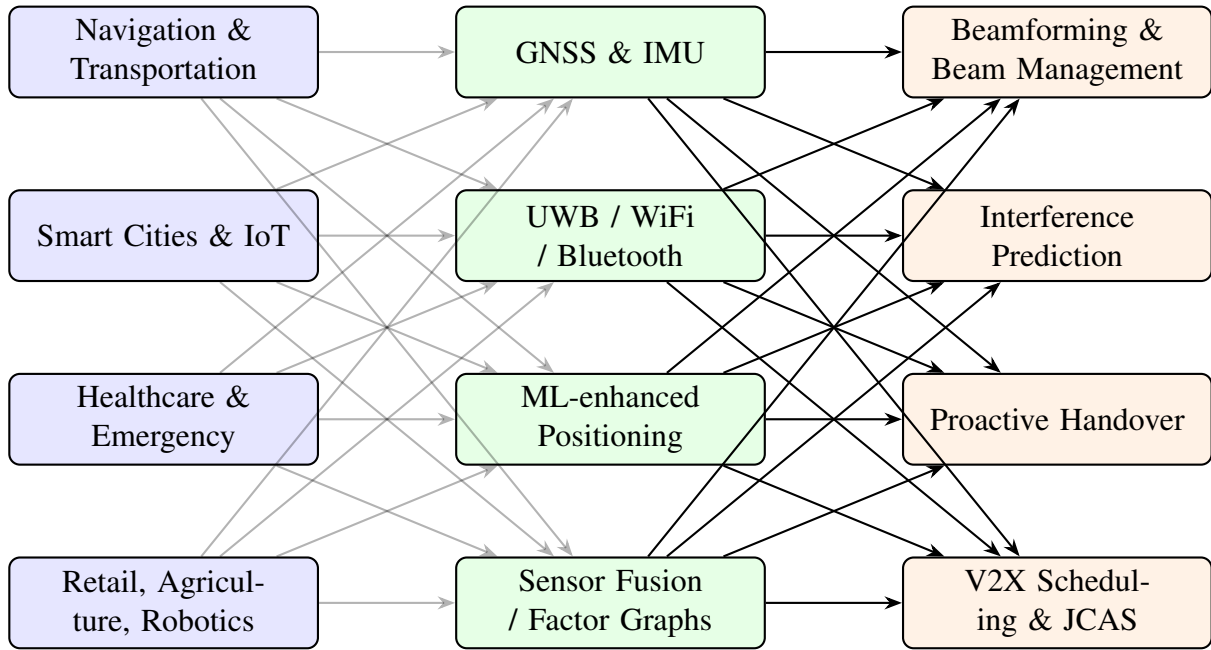 Navigation &
Transportation
GNSS & IMU
Beamforming &
Beam Management
Smart Cities & IoT
UWB / WiFi
/ Bluetooth
Interference
Prediction
Healthcare &
Emergency
ML-enhanced
Positioning
Proactive Handover
Retail, Agricul-
ture, Robotics
Sensor Fusion
/ Factor Graphs
V2X Schedul-
ing & JCAS